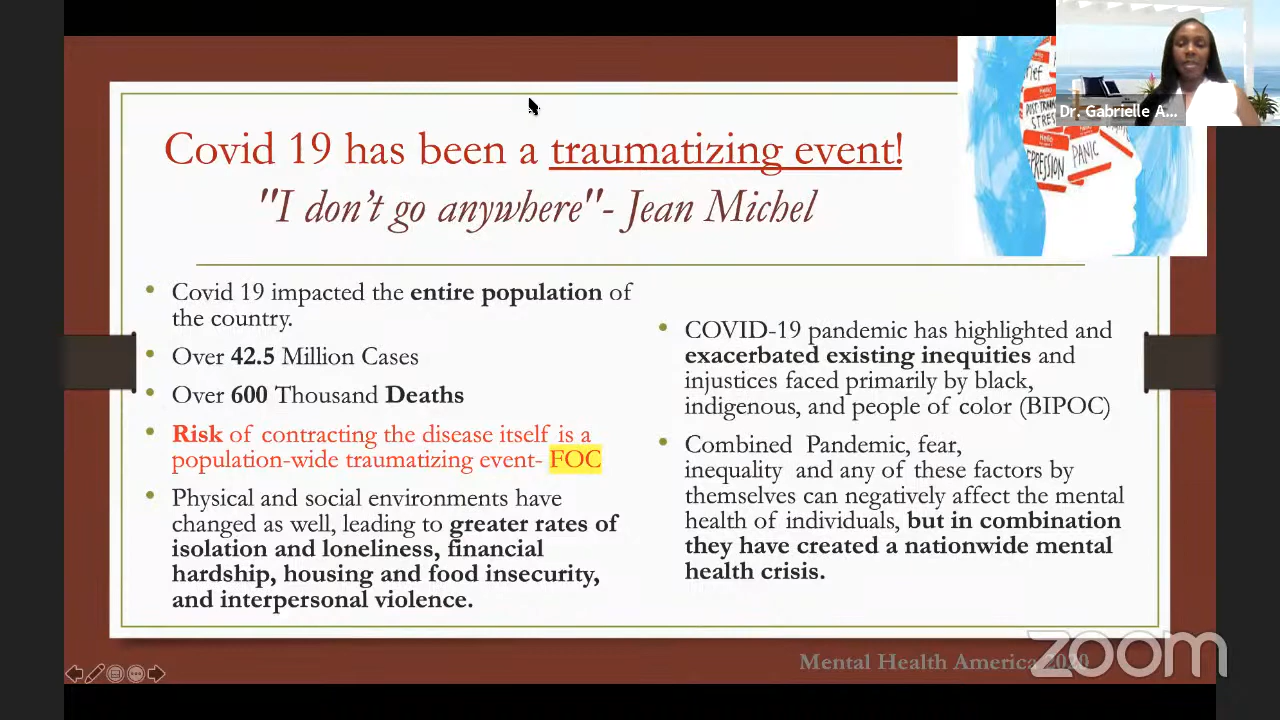 Covid 19 has been a traumatizing event!
"I don't go anywhere"- Jean Michel
POST-TRAUM
STRES
PANIC
Dr. Gabrielle A...
Covid 19 impacted the entire population of
the country.
Over 42.5 Million Cases
Over 600 Thousand Deaths
Risk of contracting the disease itself is a
population-wide traumatizing event- FOC
Physical and social environments have
changed as well, leading to greater rates of
isolation and loneliness, financial
hardship, housing and food insecurity,
and interpersonal violence.
COVID-19 pandemic has highlighted and
exacerbated existing inequities and
injustices faced primarily by black,
indigenous, and people of color (BIPOC)
Combined Pandemic, fear,
inequality and any of these factors by
themselves can negatively affect the mental
health of individuals, but in combination
they have created a nationwide mental
health crisis.
Mental Health America 2020
zoom